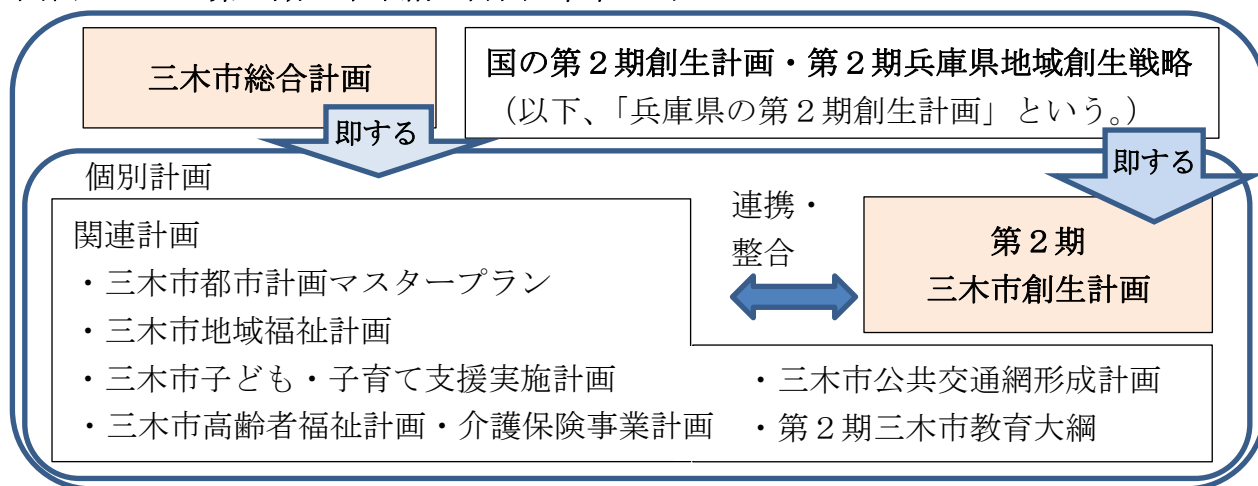 三木市総合計画
国の第２期創生計画・第２期兵庫県地域創生戦略
（以下、「兵庫県の第２期創生計画」という。）
即する
即する
個別計画
関連計画
・三木市都市計画マスタープラン
・三木市地域福祉計画
・三木市子ども・子育て支援実施計画
・三木市高齢者福祉計画・介護保険事業計画
・三木市公共交通網形成計画
・第２期三木市教育大綱
連携・
整合
第２期
三木市創生計画